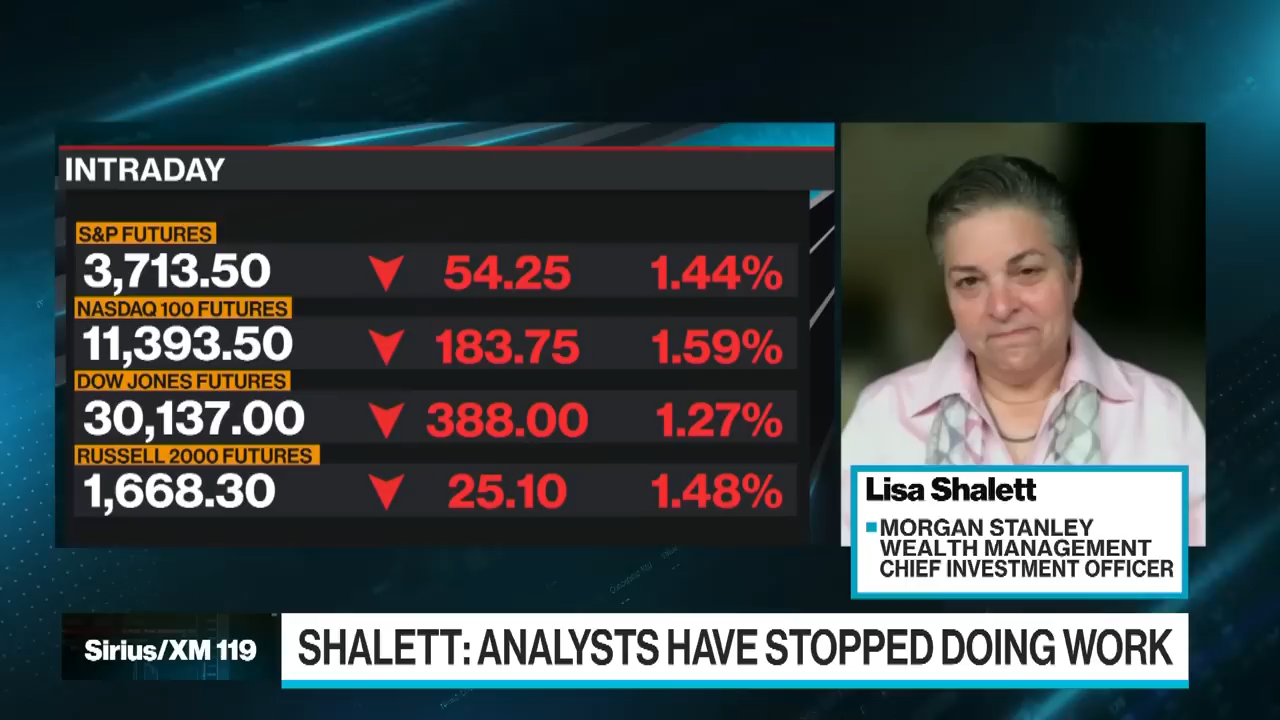 INTRADAY
S&P FUTURES
3,713.50 54.25 1.44%
NASDAQ 100 FUTURES
11,393.50 183.75 1.59%
DOW JONES FUTURES
30,137.00 388.00 1.27%
RUSSELL 2000 FUTURES
1,668.30 25.10 1.48%
Lisa Shalett
MORGAN STANLEY
WEALTH MANAGEMENT
CHIEF INVESTMENT OFFICER
Sirius/XM 119
SHALETT: ANALYSTS HAVE STOPPED DOING WORK